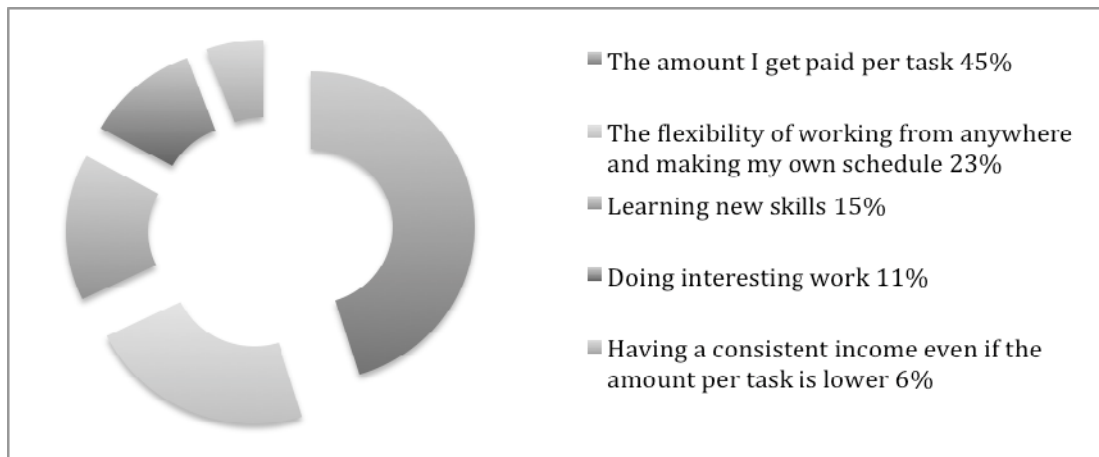 The amount I get paid per task 45%
The flexibility of working from anywhere
and making my own schedule 23%
Learning new skills 15%
Doing interesting work 11%
Having a consistent income even if the
amount per task is lower 6%